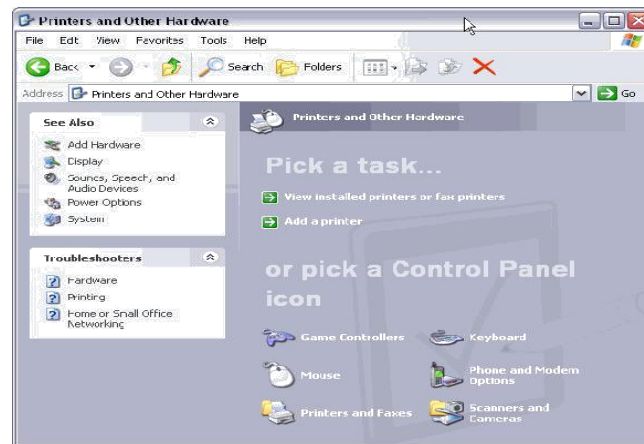 Printers and Other Hardware
File Edit View Favorites Tools Help
Back Search Folders
Address Printers and Other Hardware Go
See Also
Add Hardware
Display
Sounds, Speech, and
Audio Devices
Power Options
System
Troubleshooters
Hardware
Printing
Home or Small Office
Networking
Printers and Other Hardware
Pick a task...
View installed printers or fax printers
Add a printer
or pick a Control Panel
icon
Game Controllers
Keyboard
Mouse
Phone and Modem
Options
Printers and Faxes
Scanners and
Cameras